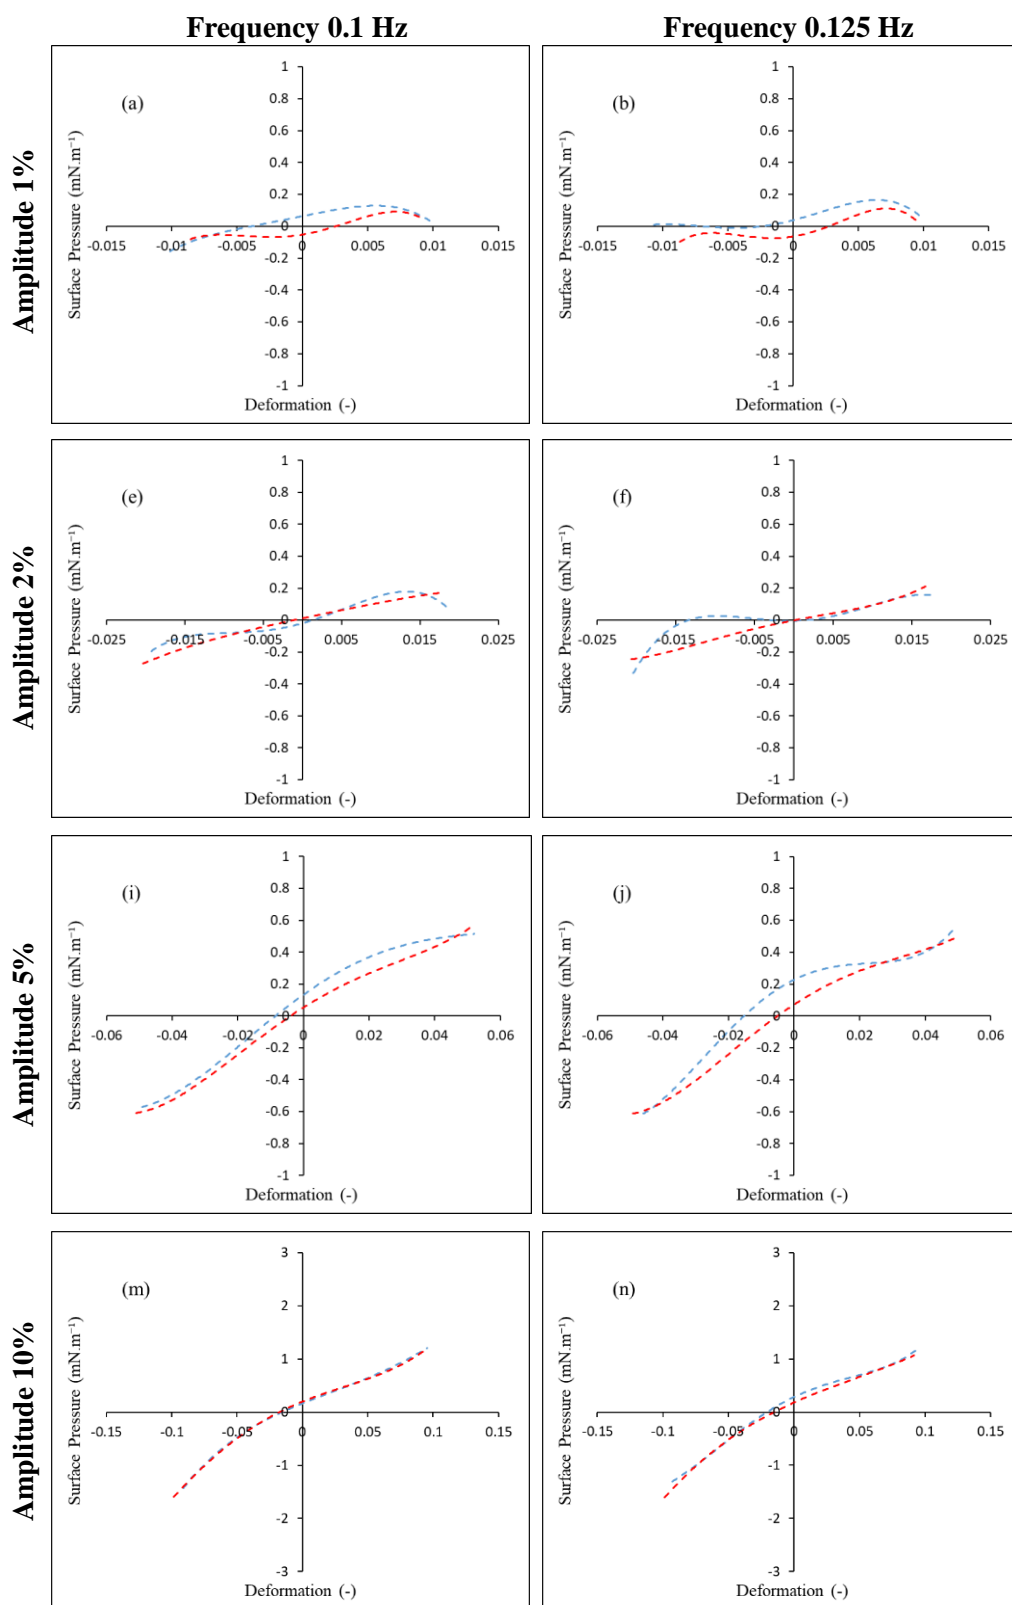 Frequency 0.1 Hz
Frequency 0.125 Hz
Amplitude 1%
(a)
Surface Pressure (mN.m⁻¹)
1
0.8
0.6
0.4
0.2
0
-0.2
-0.4
-0.6
-0.8
-1
-0.015 -0.01 -0.005 0 0.005 0.01 0.015
Deformation (-)
(b)
Surface Pressure (mN.m⁻¹)
1
0.8
0.6
0.4
0.2
0
-0.2
-0.4
-0.6
-0.8
-1
-0.015 -0.01 -0.005 0 0.005 0.01 0.015
Deformation (-)
Amplitude 2%
(e)
Surface Pressure (mN.m⁻¹)
1
0.8
0.6
0.4
0.2
0
-0.2
-0.4
-0.6
-0.8
-1
-0.025 -0.015 -0.005 0.005 0.015 0.025
Deformation (-)
(f)
Surface Pressure (mN.m⁻¹)
1
0.8
0.6
0.4
0.2
0
-0.2
-0.4
-0.6
-0.8
-1
-0.025 -0.015 -0.005 0.005 0.015 0.025
Deformation (-)
Amplitude 5%
(i)
Surface Pressure (mN.m⁻¹)
1
0.8
0.6
0.4
0.2
0
-0.2
-0.4
-0.6
-0.8
-1
-0.06 -0.04 -0.02 0 0.02 0.04 0.06
Deformation (-)
(j)
Surface Pressure (mN.m⁻¹)
1
0.8
0.6
0.4
0.2
0
-0.2
-0.4
-0.6
-0.8
-1
-0.06 -0.04 -0.02 0 0.02 0.04 0.06
Deformation (-)
Amplitude 10%
(m)
Surface Pressure (mN.m⁻¹)
3
2
1
0
-1
-2
-3
-0.15 -0.1 -0.05 0 0.05 0.1 0.15
Deformation (-)
(n)
Surface Pressure (mN.m⁻¹)
3
2
1
0
-1
-2
-3
-0.15 -0.1 -0.05 0 0.05 0.1 0.15
Deformation (-)